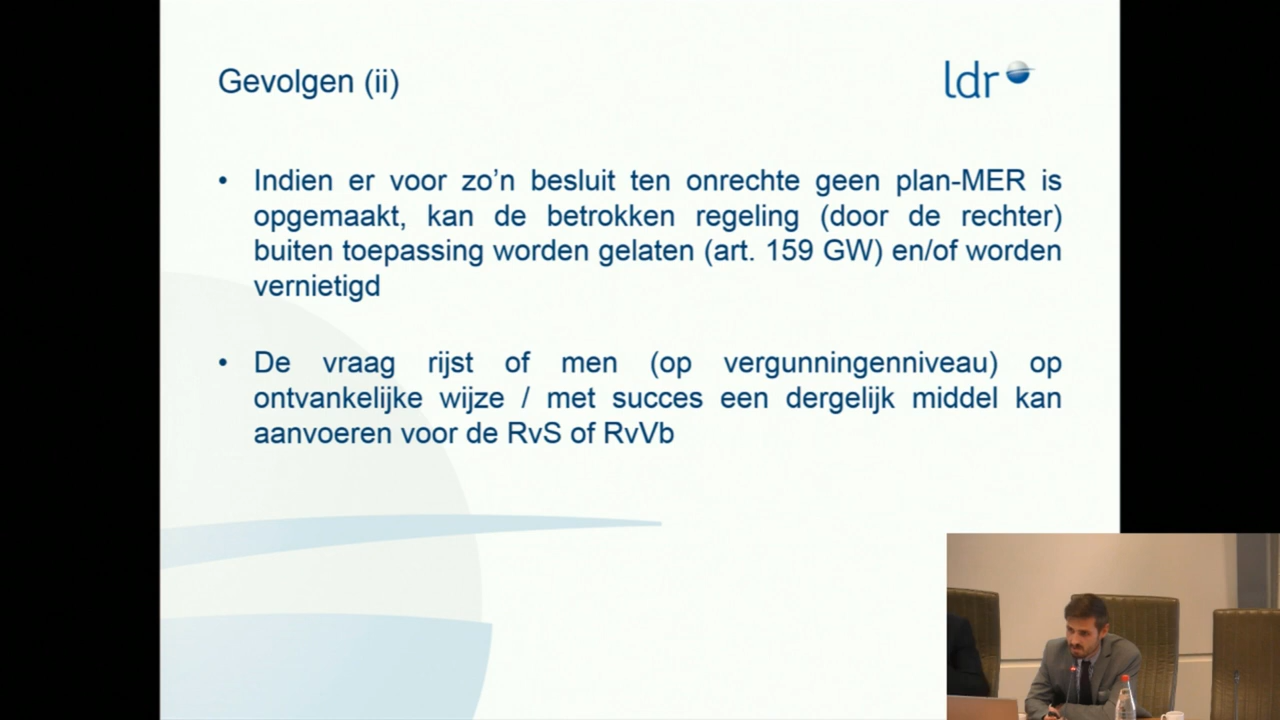 Gevolgen (ii)
ldr
• Indien er voor zo’n besluit ten onrechte geen plan-MER is
opgemaakt, kan de betrokken regeling (door de rechter)
buiten toepassing worden gelaten (art. 159 GW) en/of worden
vernietigd
• De vraag rijst of men (op vergunningenniveau) op
ontvankelijke wijze / met succes een dergelijk middel kan
aanvoeren voor de RvS of RvVb